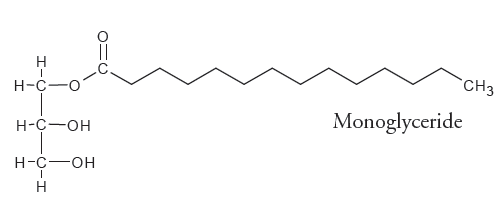 O
H
C
H-C-O
CH3
H-C-OH
Monoglyceride
H-C-OH
H